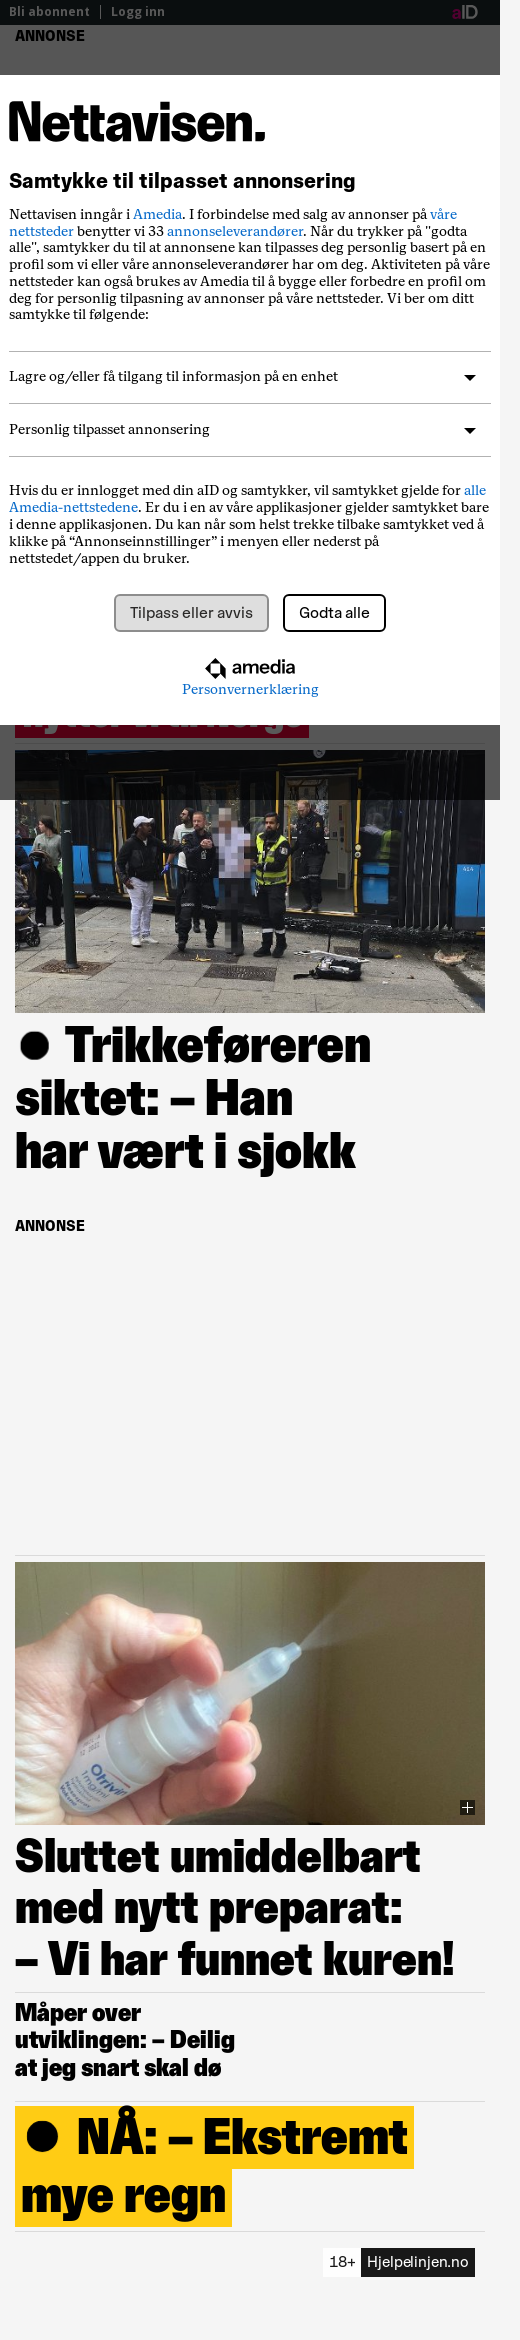 Bli abonnent
Logg inn
aID
ANNONSE
Nettavisen.
Samtykke til tilpasset annonsering
Nettavisen inngår i Amedia. I forbindelse med salg av annonser på våre
nettsteder benytter vi 33 annonseleverandører. Når du trykker på "godta
alle", samtykker du til at annonsene kan tilpasses deg personlig basert på en
profil som vi eller våre annonseleverandører har om deg. Aktiviteten på våre
nettsteder kan også brukes av Amedia til å bygge eller forbedre en profil om
deg for personlig tilpasning av annonser på våre nettsteder. Vi ber om ditt
samtykke til følgende:
Lagre og/eller få tilgang til informasjon på en enhet
Personlig tilpasset annonsering
Hvis du er innlogget med din aID og samtykker, vil samtykket gjelde for alle
Amedia-nettstedene. Er du i en av våre applikasjoner gjelder samtykket bare
i denne applikasjonen. Du kan når som helst trekke tilbake samtykket ved å
klikke på “Annonseinnstillinger” i menyen eller nederst på
nettstedet/appen du bruker.
Tilpass eller avvis
Godta alle
amedia
Personvernerklæring
● Trikkeføreren
siktet: – Han
har vært i sjokk
ANNONSE
Otrivin
1mg/ml
Sluttet umiddelbart
med nytt preparat:
– Vi har funnet kuren!
Måper over
utviklingen: – Deilig
at jeg snart skal dø
● NÅ: – Ekstremt
mye regn
18+ Hjelpelinjen.no